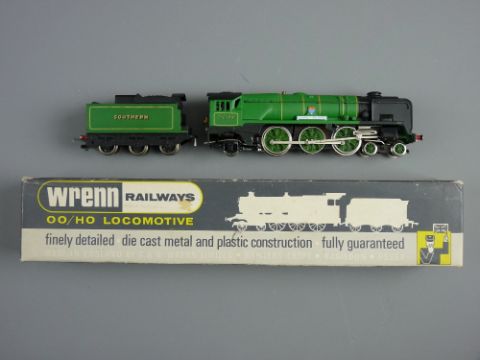 SOUTHERN
wrenn RAILWAYS
OO/HO LOCOMOTIVE
finely detailed die cast metal and plastic construction · fully guaranteed